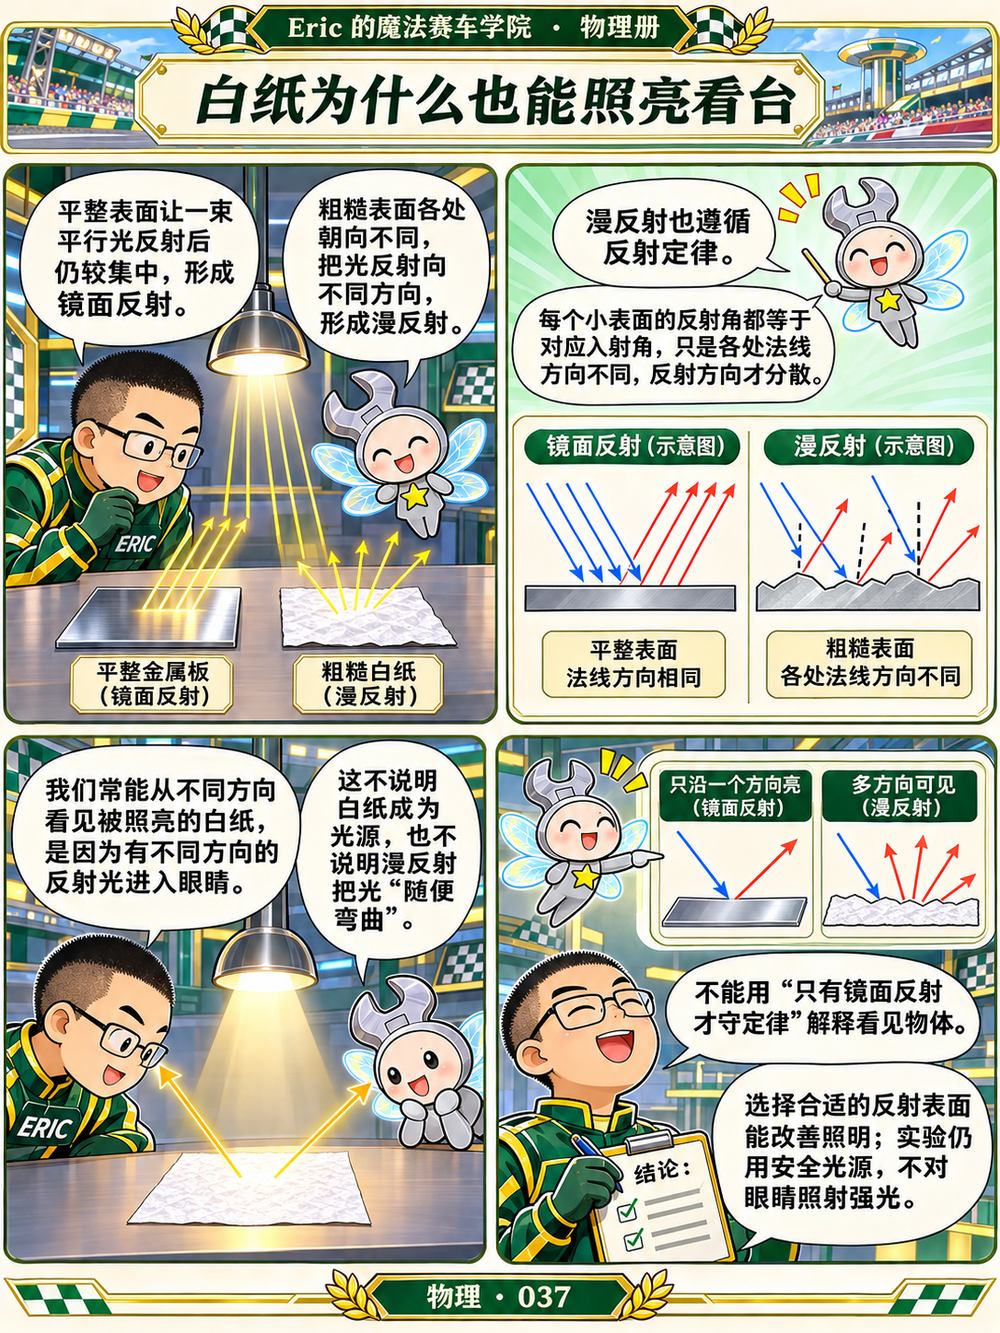 Eric 的魔法赛车学院 · 物理册
白纸为什么也能照亮看台
平整表面让一束
平行光反射后
仍较集中，形成
镜面反射。
粗糙表面各处
朝向不同，
把光反射向
不同方向，
形成漫反射。
ERIC
平整金属板
（镜面反射）
粗糙白纸
（漫反射）
漫反射也遵循
反射定律。
每个小表面的反射角都等于
对应入射角，只是各处法线
方向不同，反射方向才分散。
镜面反射（示意图）
漫反射（示意图）
平整表面
法线方向相同
粗糙表面
各处法线方向不同
我们常能从不同方向
看见被照亮的白纸，
是因为有不同方向的
反射光进入眼睛。
这不说明
白纸成为
光源，也不
说明漫反射
把光“随便
弯曲”。
ERIC
只沿一个方向亮
（镜面反射）
多方向可见
（漫反射）
不能用“只有镜面反射
才守定律”解释看见物体。
选择合适的反射表面
能改善照明；实验仍
用安全光源，不对
眼睛照射强光。
结论：
物理 · 037